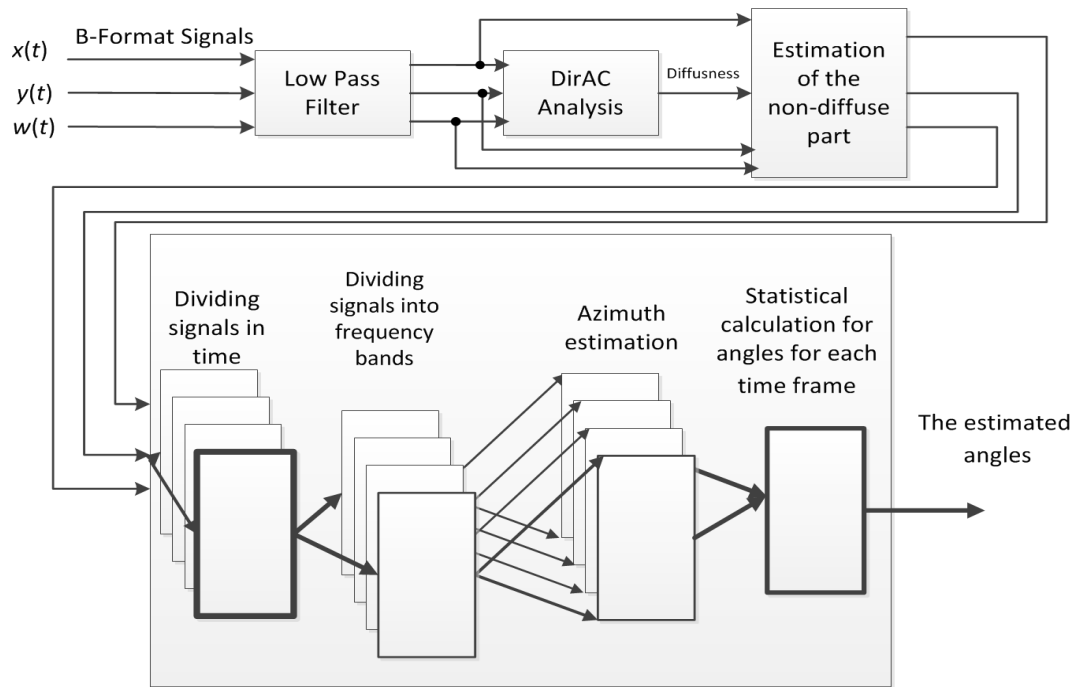 B-Format Signals
x(t)
y(t)
w(t)
Low Pass
Filter
DirAC
Analysis
Diffusness
Estimation
of the
non-diffuse
part
Dividing
signals in
time
Dividing
signals into
frequency
bands
Azimuth
estimation
Statistical
calculation for
angles for each
time frame
The estimated
angles